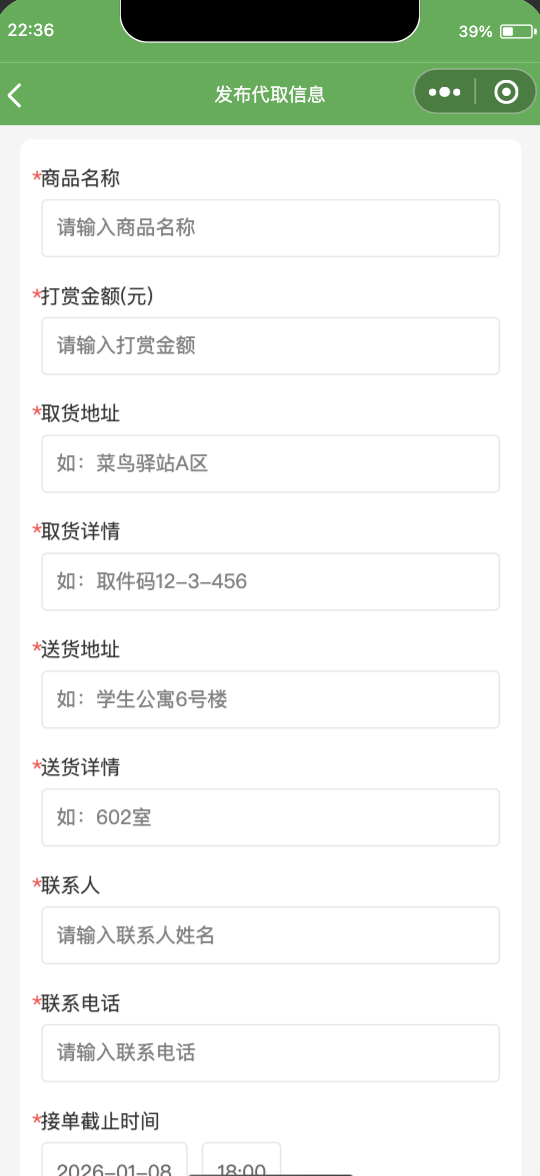 22:36
39%
发布代取信息
*商品名称
请输入商品名称
*打赏金额(元)
请输入打赏金额
*取货地址
如：菜鸟驿站A区
*取货详情
如：取件码12-3-456
*送货地址
如：学生公寓6号楼
*送货详情
如：602室
*联系人
请输入联系人姓名
*联系电话
请输入联系电话
*接单截止时间
2026-01-08 18:00